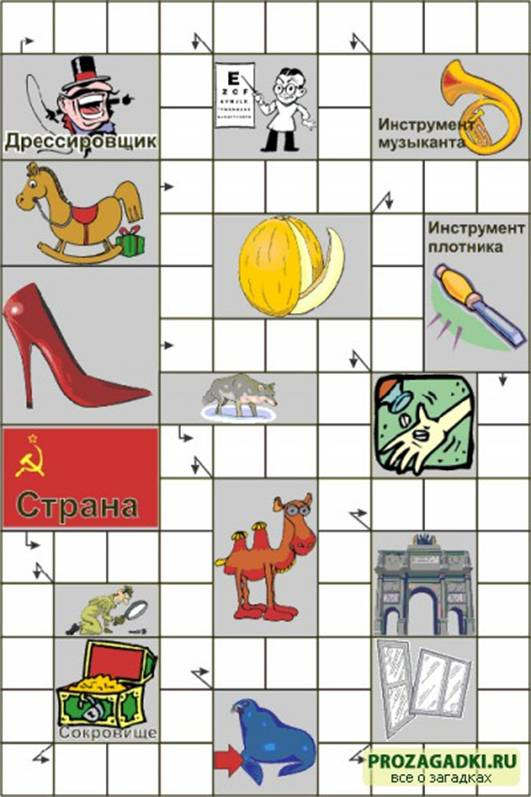 E
Z C F
Дрессировщик
Инструмент
музыканта
Инструмент
плотника
Страна
Сокровище
PROZAGADKI.RU
все о загадках